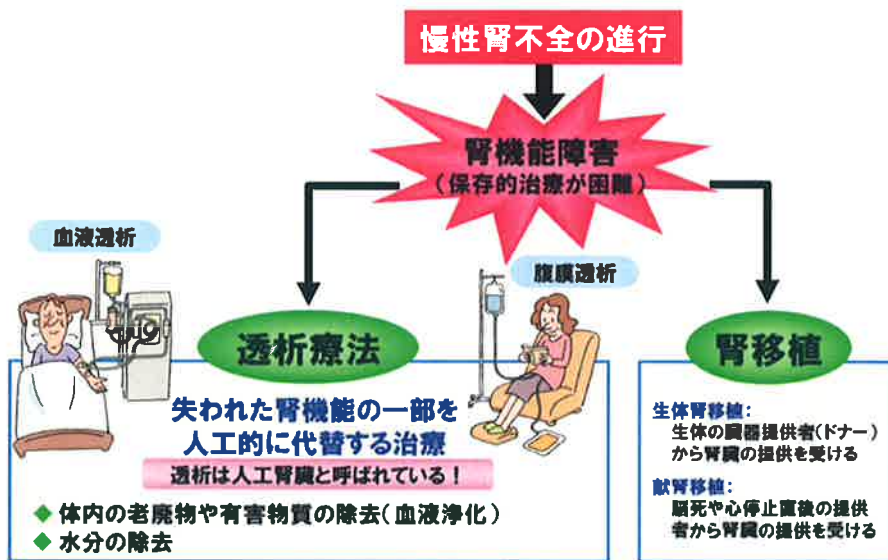 慢性腎不全の進行
腎機能障害
(保存的治療が困難)
血液透析
腹膜透析
透析療法
失われた腎機能の一部を
人工的に代替する治療
透析は人工腎臓と呼ばれている!
◆ 体内の老廃物や有害物質の除去(血液浄化)
◆ 水分の除去
腎移植
生体腎移植:
生体の臓器提供者(ドナー)
から腎臓の提供を受ける
献腎移植:
脳死や心停止直後の提供
者から腎臓の提供を受ける